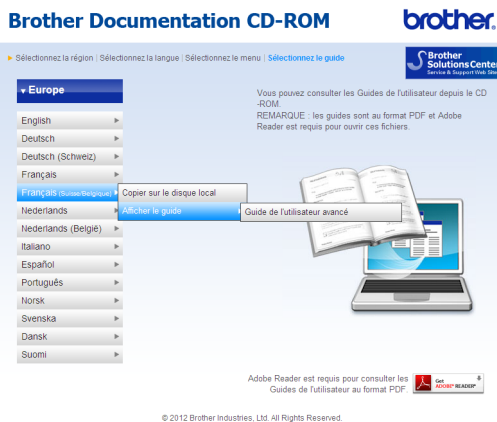 Brother Documentation CD-ROM
brother.
Sélectionnez la région | Sélectionnez la langue | Sélectionnez le menu | Sélectionnez le guide
Brother
SolutionsCenter
Service & Support Web Site
Europe
Vous pouvez consulter les Guides de l'utilisateur depuis le CD
-ROM.
REMARQUE : les guides sont au format PDF et Adobe
Reader est requis pour ouvrir ces fichiers.
English
Deutsch
Deutsch (Schweiz)
Français
Français (Suisse/Belgique)
Copier sur le disque local
Nederlands
Afficher le guide
Guide de l'utilisateur avancé
Nederlands (België)
Italiano
Español
Português
Norsk
Svenska
Dansk
Suomi
Adobe Reader est requis pour consulter les
Guides de l'utilisateur au format PDF.
Get
ADOBE® READER®
© 2012 Brother Industries, Ltd. All Rights Reserved.